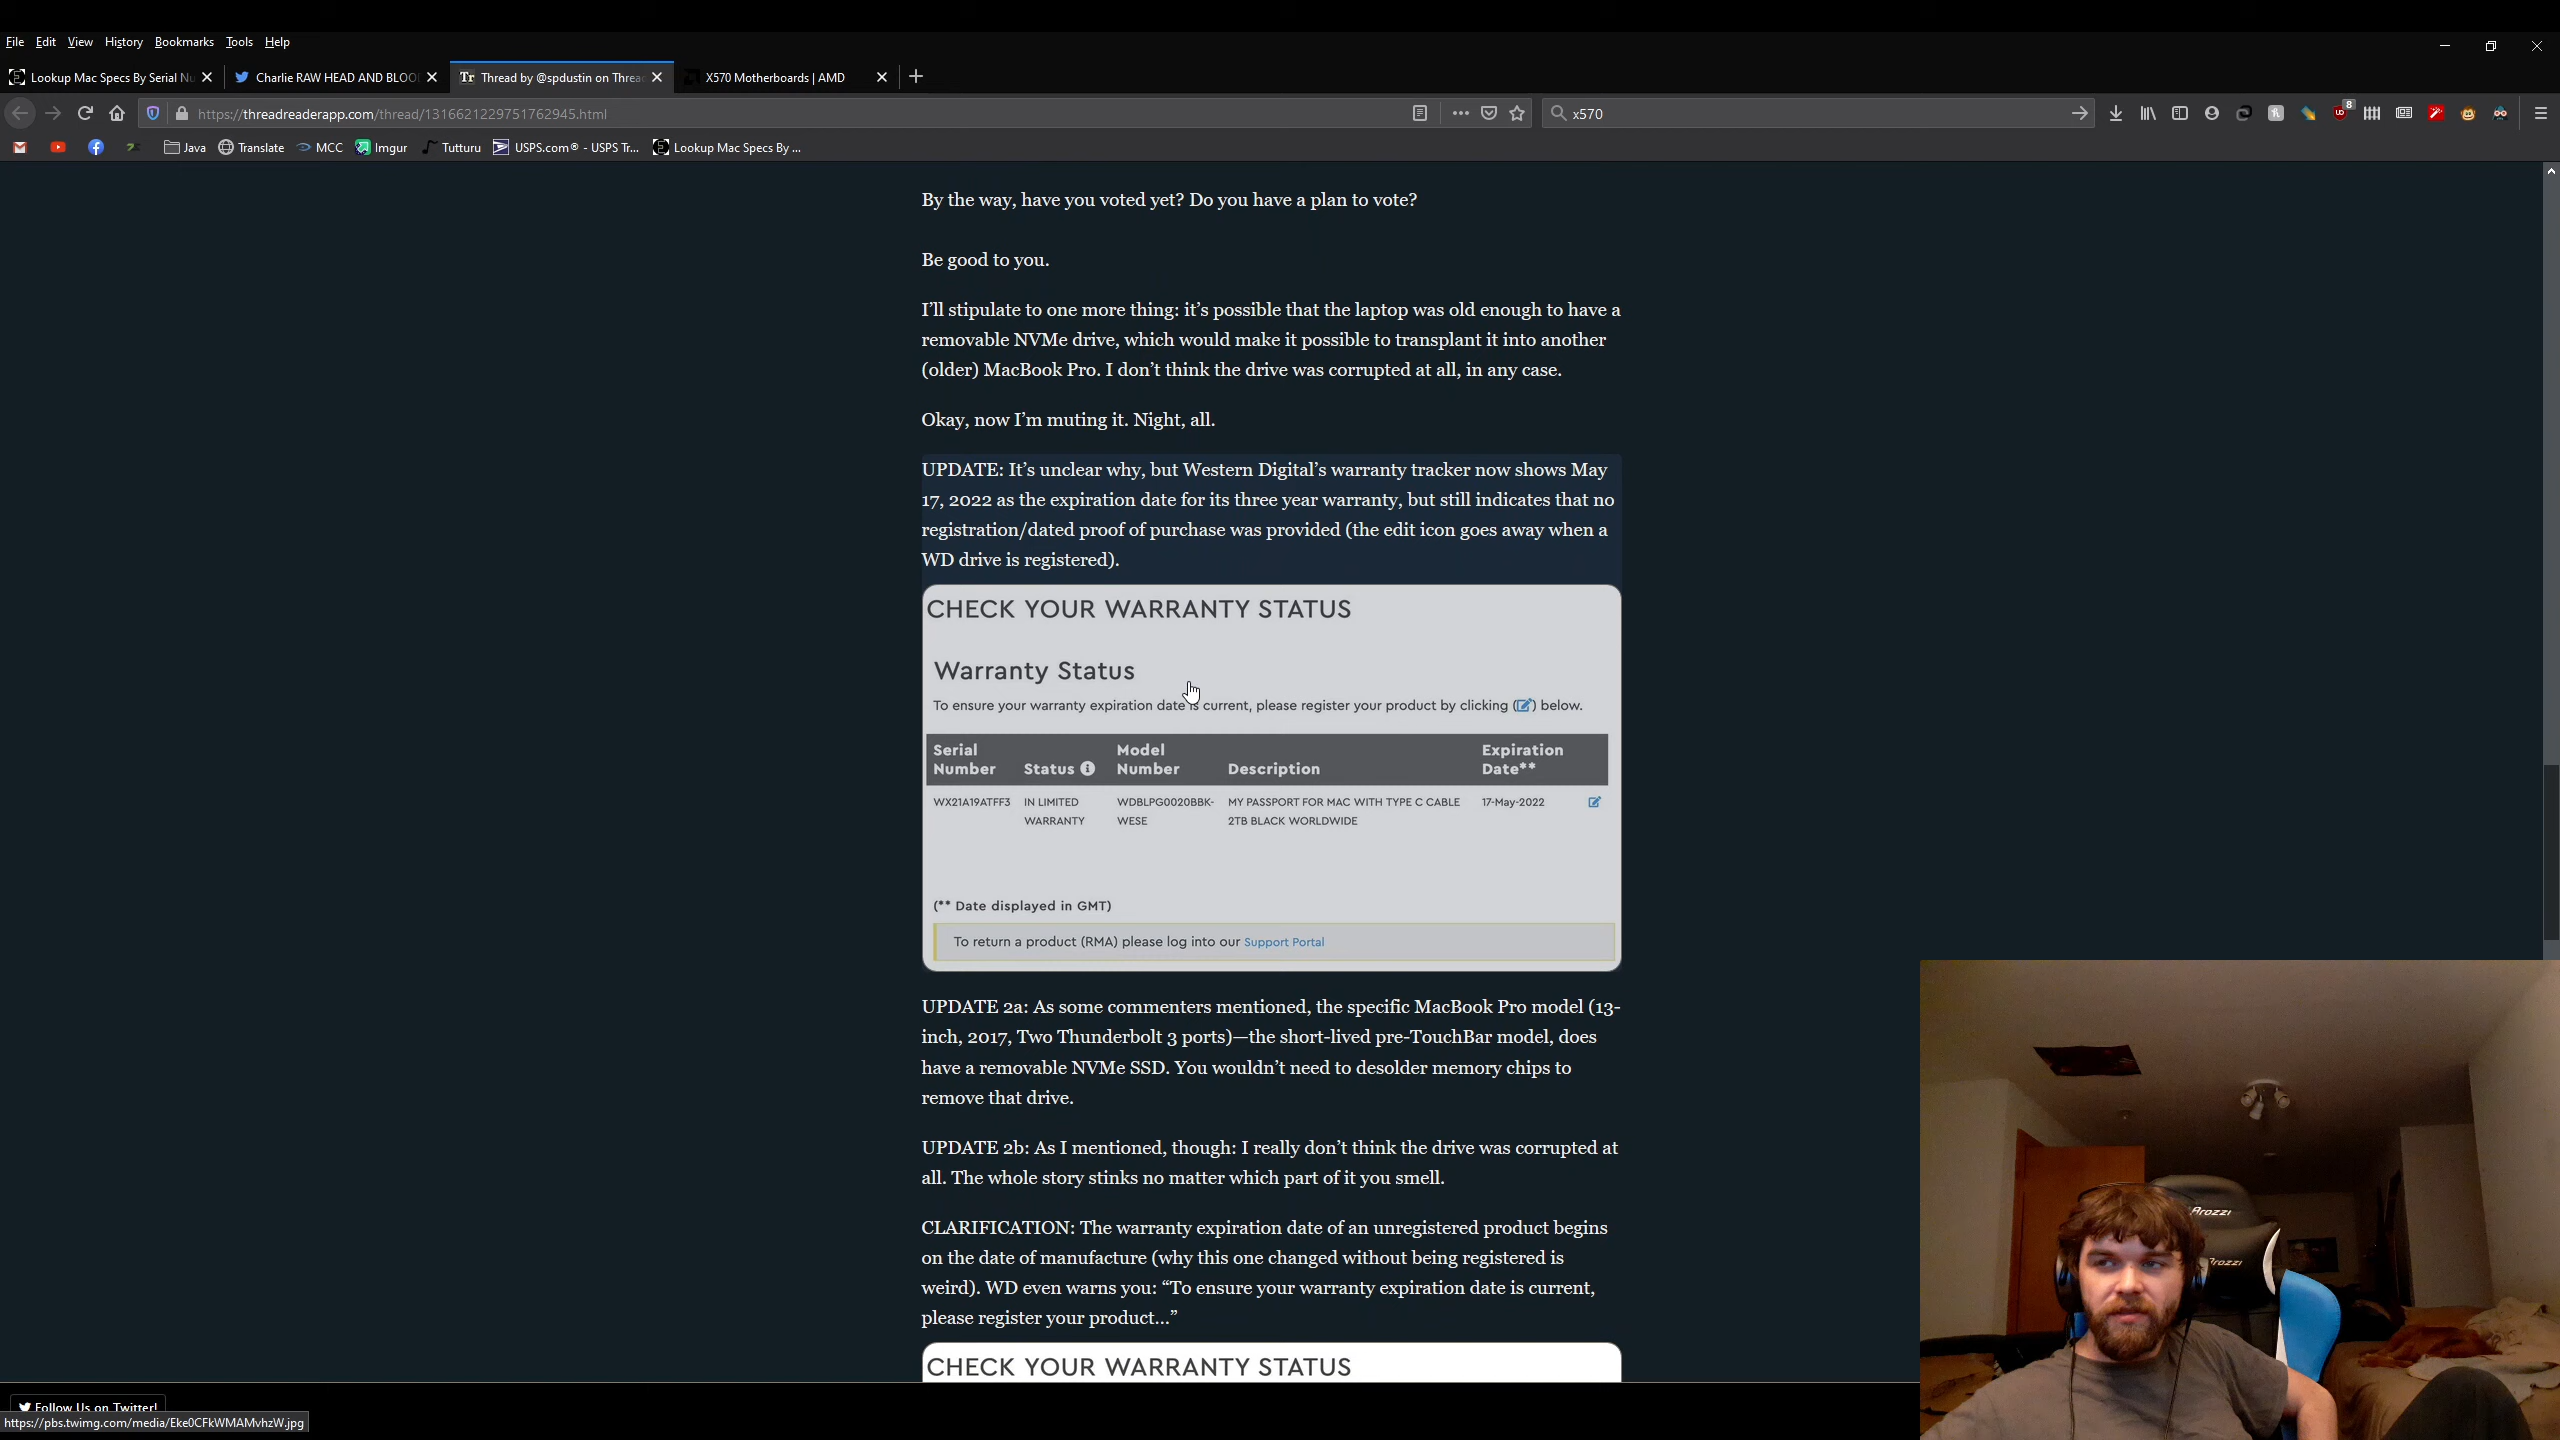 File Edit View History Bookmarks Tools Help
Lookup Mac Specs By Serial Nu
Charlie RAW HEAD AND BLOO
Tr Thread by @spdustin on Threa
X570 Motherboards | AMD
https://threadreaderapp.com/thread/1316621229751762945.html
x570
8
Java Translate MCC Imgur Tutturu USPS.com® - USPS Tr... Lookup Mac Specs By ...
By the way, have you voted yet? Do you have a plan to vote?
Be good to you.
I’ll stipulate to one more thing: it’s possible that the laptop was old enough to have a
removable NVMe drive, which would make it possible to transplant it into another
(older) MacBook Pro. I don’t think the drive was corrupted at all, in any case.
Okay, now I’m muting it. Night, all.
UPDATE: It’s unclear why, but Western Digital’s warranty tracker now shows May
17, 2022 as the expiration date for its three year warranty, but still indicates that no
registration/dated proof of purchase was provided (the edit icon goes away when a
WD drive is registered).
CHECK YOUR WARRANTY STATUS
Warranty Status
To ensure your warranty expiration date is current, please register your product by clicking ( ) below.
Serial Number Status Model Number Description Expiration Date**
WX21A19ATFF3 IN LIMITED WDBLPG0020BBK- MY PASSPORT FOR MAC WITH TYPE C CABLE 17-May-2022
WARRANTY WESE 2TB BLACK WORLDWIDE
(** Date displayed in GMT)
To return a product (RMA) please log into our Support Portal
UPDATE 2a: As some commenters mentioned, the specific MacBook Pro model (13-
inch, 2017, Two Thunderbolt 3 ports)—the short-lived pre-TouchBar model, does
have a removable NVMe SSD. You wouldn’t need to desolder memory chips to
remove that drive.
UPDATE 2b: As I mentioned, though: I really don’t think the drive was corrupted at
all. The whole story stinks no matter which part of it you smell.
CLARIFICATION: The warranty expiration date of an unregistered product begins
on the date of manufacture (why this one changed without being registered is
weird). WD even warns you: “To ensure your warranty expiration date is current,
please register your product…”
CHECK YOUR WARRANTY STATUS
Follow Us on Twitter!
https://pbs.twimg.com/media/Eke0CFkWMAMvhzW.jpg
Arozzi
Arozzi